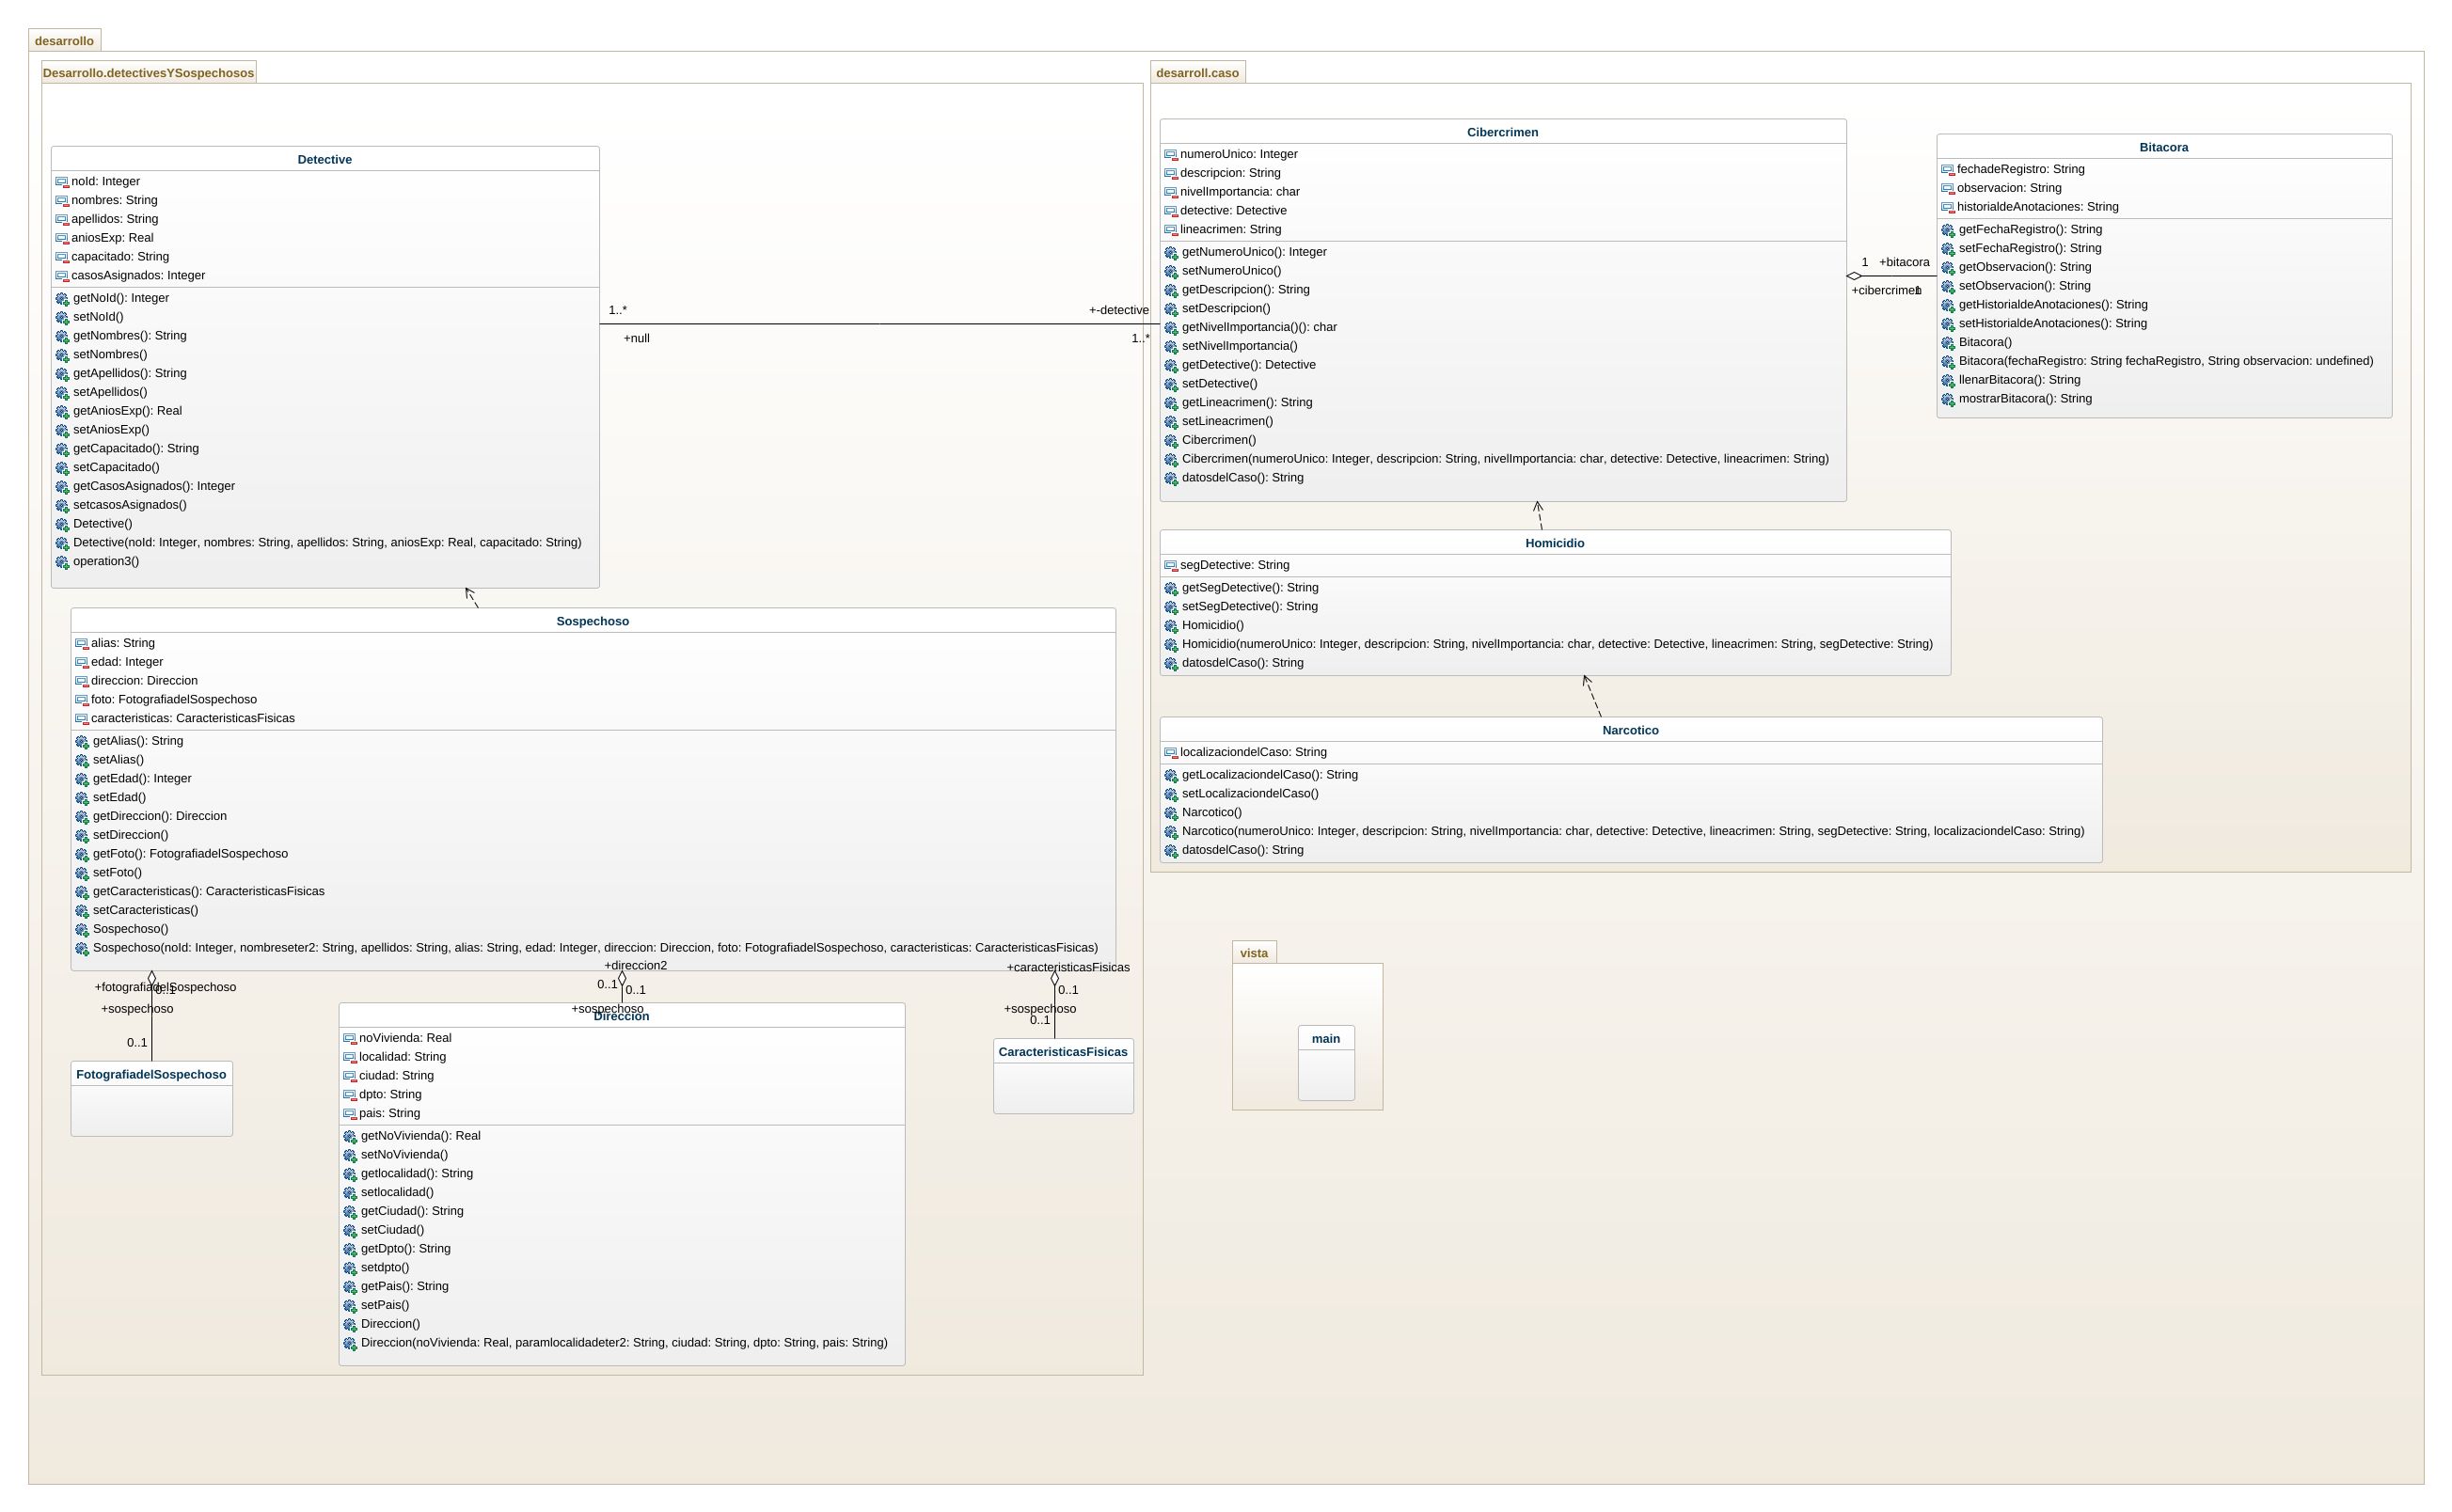 desarrollo
Desarrollo.detectivesYSospechosos
Detective
noId: Integer
nombres: String
apellidos: String
aniosExp: Real
capacitado: String
casosAsignados: Integer
getNoId(): Integer
setNoId()
getNombres(): String
setNombres()
getApellidos(): String
setApellidos()
getAniosExp(): Real
setAniosExp()
getCapacitado(): String
setCapacitado()
getCasosAsignados(): Integer
setcasosAsignados()
Detective()
Detective(noId: Integer, nombres: String, apellidos: String, aniosExp: Real, capacitado: String)
operation3()
1..*
+null
+-detective
1..*
Sospechoso
alias: String
edad: Integer
direccion: Direccion
foto: FotografiadelSospechoso
caracteristicas: CaracteristicasFisicas
getAlias(): String
setAlias()
getEdad(): Integer
setEdad()
getDireccion(): Direccion
setDireccion()
getFoto(): FotografiadelSospechoso
setFoto()
getCaracteristicas(): CaracteristicasFisicas
setCaracteristicas()
Sospechoso()
Sospechoso(noId: Integer, nombreseter2: String, apellidos: String, alias: String, edad: Integer, direccion: Direccion, foto: FotografiadelSospechoso, caracteristicas: CaracteristicasFisicas)
+fotografiadelSospechoso
0..1
+sospechoso
0..1
FotografiadelSospechoso
+direccion2
0..1
0..1
+sospechoso
Direccion
noVivienda: Real
localidad: String
ciudad: String
dpto: String
pais: String
getNoVivienda(): Real
setNoVivienda()
getlocalidad(): String
setlocalidad()
getCiudad(): String
setCiudad()
getDpto(): String
setdpto()
getPais(): String
setPais()
Direccion()
Direccion(noVivienda: Real, paramlocalidadeter2: String, ciudad: String, dpto: String, pais: String)
+caracteristicasFisicas
0..1
+sospechoso
0..1
CaracteristicasFisicas
desarroll.caso
Cibercrimen
numeroUnico: Integer
descripcion: String
nivelImportancia: char
detective: Detective
lineacrimen: String
getNumeroUnico(): Integer
setNumeroUnico()
getDescripcion(): String
setDescripcion()
getNivelImportancia()(): char
setNivelImportancia()
getDetective(): Detective
setDetective()
getLineacrimen(): String
setLineacrimen()
Cibercrimen()
Cibercrimen(numeroUnico: Integer, descripcion: String, nivelImportancia: char, detective: Detective, lineacrimen: String)
datosdelCaso(): String
1 +bitacora
+cibercrimen
1
Bitacora
fechadeRegistro: String
observacion: String
historialdeAnotaciones: String
getFechaRegistro(): String
setFechaRegistro(): String
getObservacion(): String
setObservacion(): String
getHistorialdeAnotaciones(): String
setHistorialdeAnotaciones(): String
Bitacora()
Bitacora(fechaRegistro: String fechaRegistro, String observacion: undefined)
llenarBitacora(): String
mostrarBitacora(): String
Homicidio
segDetective: String
getSegDetective(): String
setSegDetective(): String
Homicidio()
Homicidio(numeroUnico: Integer, descripcion: String, nivelImportancia: char, detective: Detective, lineacrimen: String, segDetective: String)
datosdelCaso(): String
Narcotico
localizaciondelCaso: String
getLocalizaciondelCaso(): String
setLocalizaciondelCaso()
Narcotico()
Narcotico(numeroUnico: Integer, descripcion: String, nivelImportancia: char, detective: Detective, lineacrimen: String, segDetective: String, localizaciondelCaso: String)
datosdelCaso(): String
vista
main